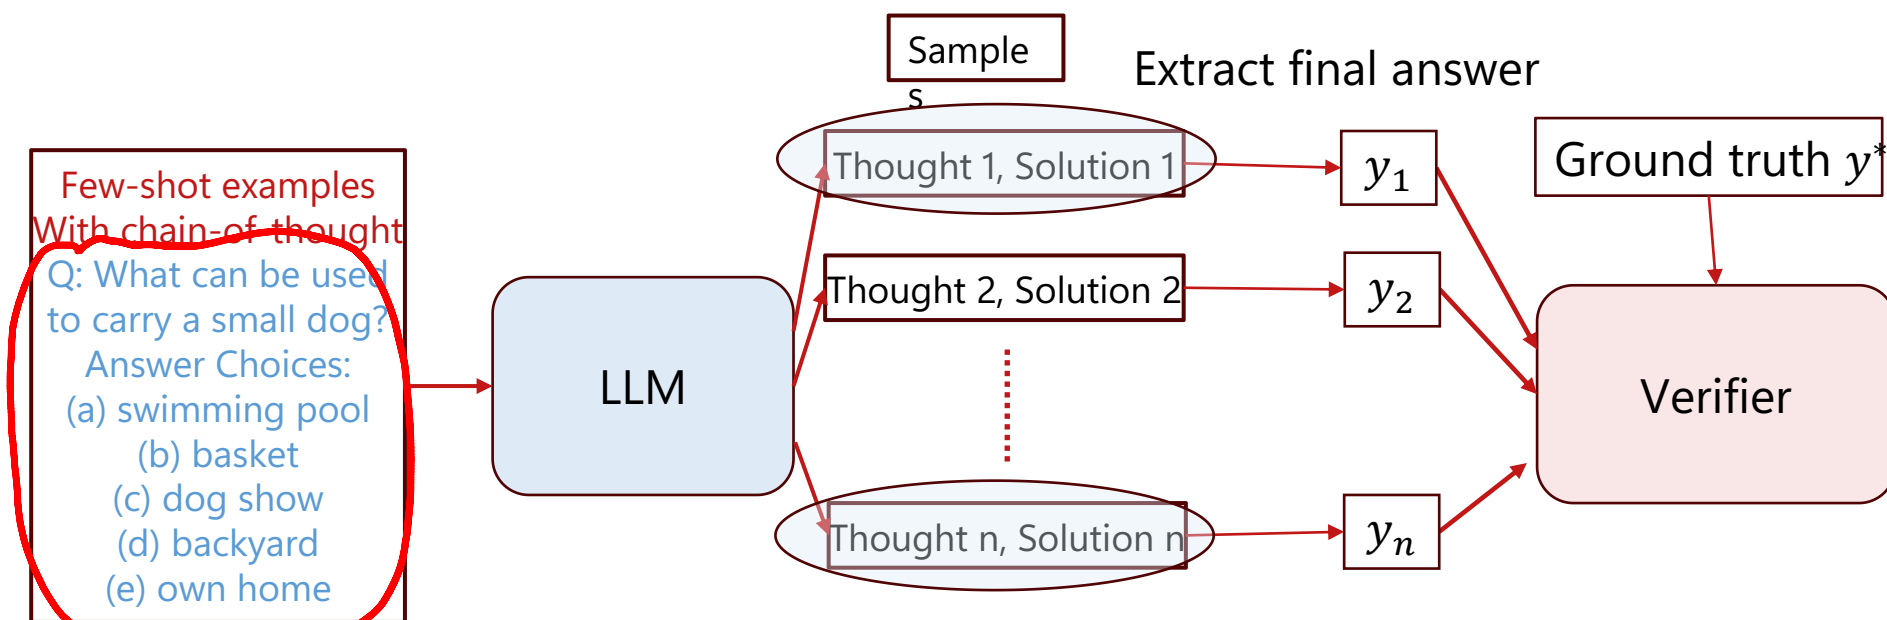 Few-shot examples
With chain-of-thought
Q: What can be used
to carry a small dog?
Answer Choices:
(a) swimming pool
(b) basket
(c) dog show
(d) backyard
(e) own home
LLM
Sample
s
Thought 1, Solution 1
Thought 2, Solution 2
Thought n, Solution n
Extract final answer
y₁
y₂
yₙ
Ground truth y*
Verifier